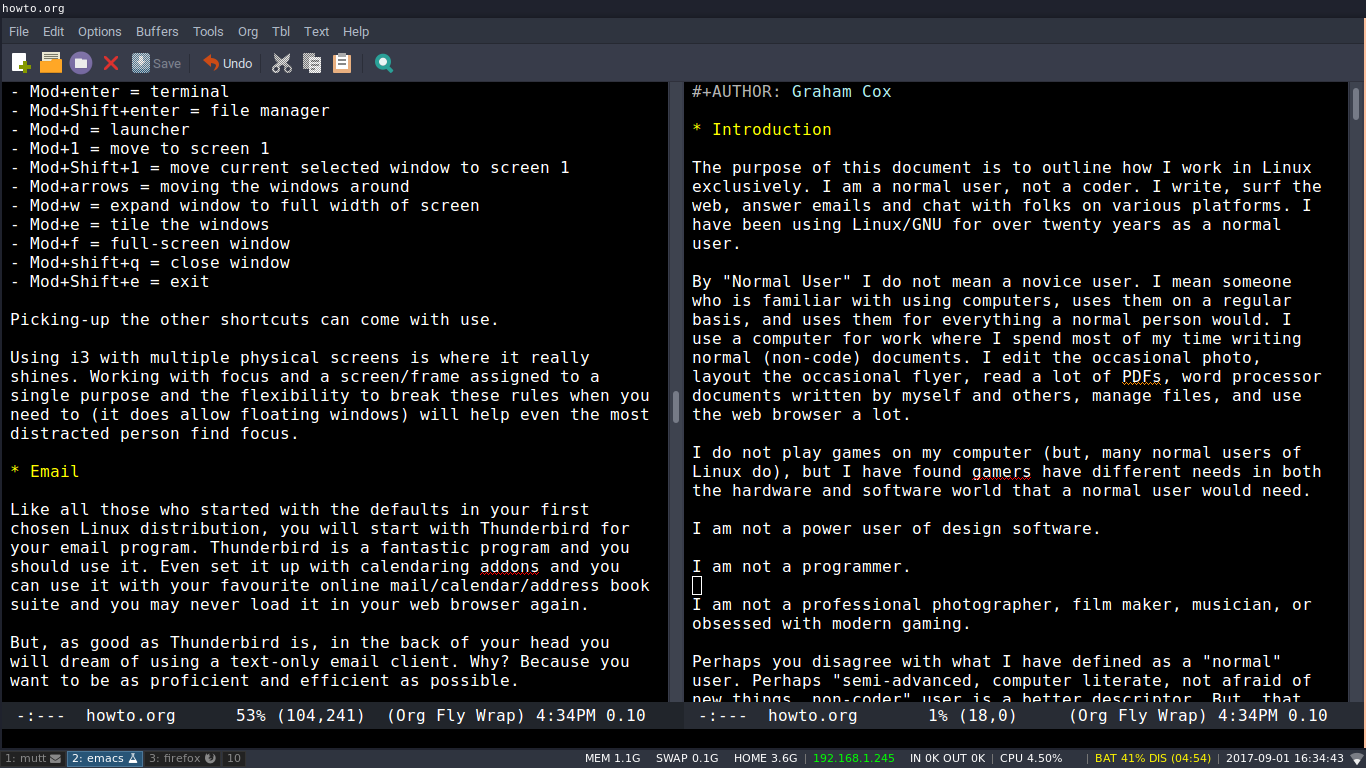 howto.org
File Edit Options Buffers Tools Org Tbl Text Help
Save Undo
- Mod+enter = terminal
- Mod+Shift+enter = file manager
- Mod+d = launcher
- Mod+1 = move to screen 1
- Mod+Shift+1 = move current selected window to screen 1
- Mod+arrows = moving the windows around
- Mod+w = expand window to full width of screen
- Mod+e = tile the windows
- Mod+f = full-screen window
- Mod+shift+q = close window
- Mod+Shift+e = exit
Picking-up the other shortcuts can come with use.
Using i3 with multiple physical screens is where it really
shines. Working with focus and a screen/frame assigned to a
single purpose and the flexibility to break these rules when you
need to (it does allow floating windows) will help even the most
distracted person find focus.
* Email
Like all those who started with the defaults in your first
chosen Linux distribution, you will start with Thunderbird for
your email program. Thunderbird is a fantastic program and you
should use it. Even set it up with calendaring addons and you
can use it with your favourite online mail/calendar/address book
suite and you may never load it in your web browser again.
But, as good as Thunderbird is, in the back of your head you
will dream of using a text-only email client. Why? Because you
want to be as proficient and efficient as possible.
-:--- howto.org 53% (104,241) (Org Fly Wrap) 4:34PM 0.10
#+AUTHOR: Graham Cox
* Introduction
The purpose of this document is to outline how I work in Linux
exclusively. I am a normal user, not a coder. I write, surf the
web, answer emails and chat with folks on various platforms. I
have been using Linux/GNU for over twenty years as a normal
user.
By "Normal User" I do not mean a novice user. I mean someone
who is familiar with using computers, uses them on a regular
basis, and uses them for everything a normal person would. I
use a computer for work where I spend most of my time writing
normal (non-code) documents. I edit the occasional photo,
layout the occasional flyer, read a lot of PDFs, word processor
documents written by myself and others, manage files, and use
the web browser a lot.
I do not play games on my computer (but, many normal users of
Linux do), but I have found gamers have different needs in both
the hardware and software world that a normal user would need.
I am not a power user of design software.
I am not a programmer.
I am not a professional photographer, film maker, musician, or
obsessed with modern gaming.
Perhaps you disagree with what I have defined as a "normal"
user. Perhaps "semi-advanced, computer literate, not afraid of
new things, non-coder" user is a better descriptor. But, that
-:--- howto.org 1% (18,0) (Org Fly Wrap) 4:34PM 0.10
1: mutt 2: emacs 3: firefox 10 MEM 1.1G SWAP 0.1G HOME 3.6G | 192.168.1.245 IN 0K OUT 0K | CPU 4.50% | BAT 41% DIS (04:54) | 2017-09-01 16:34:43